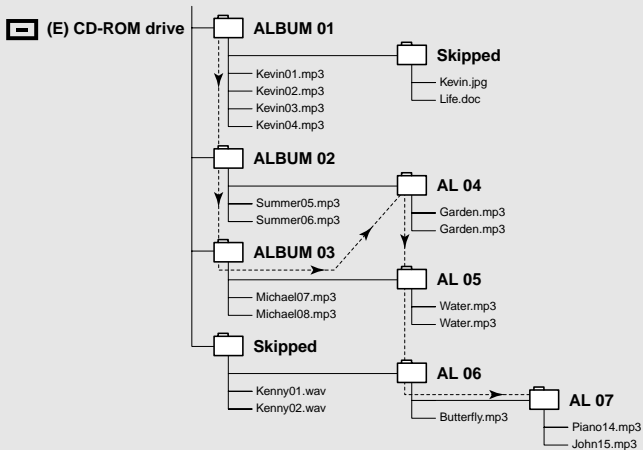 (E) CD-ROM drive
ALBUM 01
Kevin01.mp3
Kevin02.mp3
Kevin03.mp3
Kevin04.mp3
Skipped
Kevin.jpg
Life.doc
ALBUM 02
Summer05.mp3
Summer06.mp3
AL 04
Garden.mp3
Garden.mp3
ALBUM 03
Michael07.mp3
Michael08.mp3
AL 05
Water.mp3
Water.mp3
Skipped
Kenny01.wav
Kenny02.wav
AL 06
Butterfly.mp3
AL 07
Piano14.mp3
John15.mp3